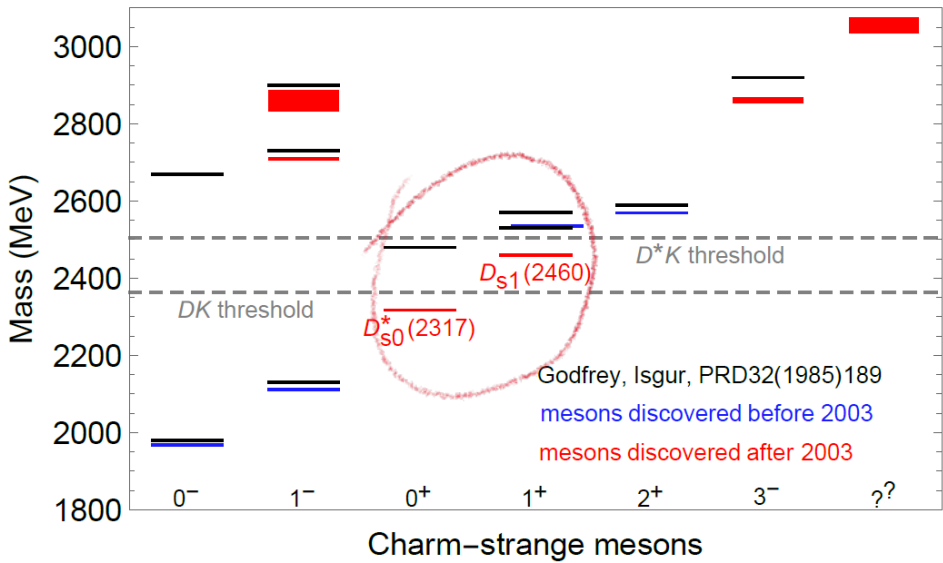 3000
2800
2600
2400
2200
2000
1800
Mass (MeV)
D*K threshold
DK threshold
Ds1(2460)
D*s0(2317)
Godfrey, Isgur, PRD32(1985)189
mesons discovered before 2003
mesons discovered after 2003
0− 1− 0+ 1+ 2+ 3− ??
Charm−strange mesons